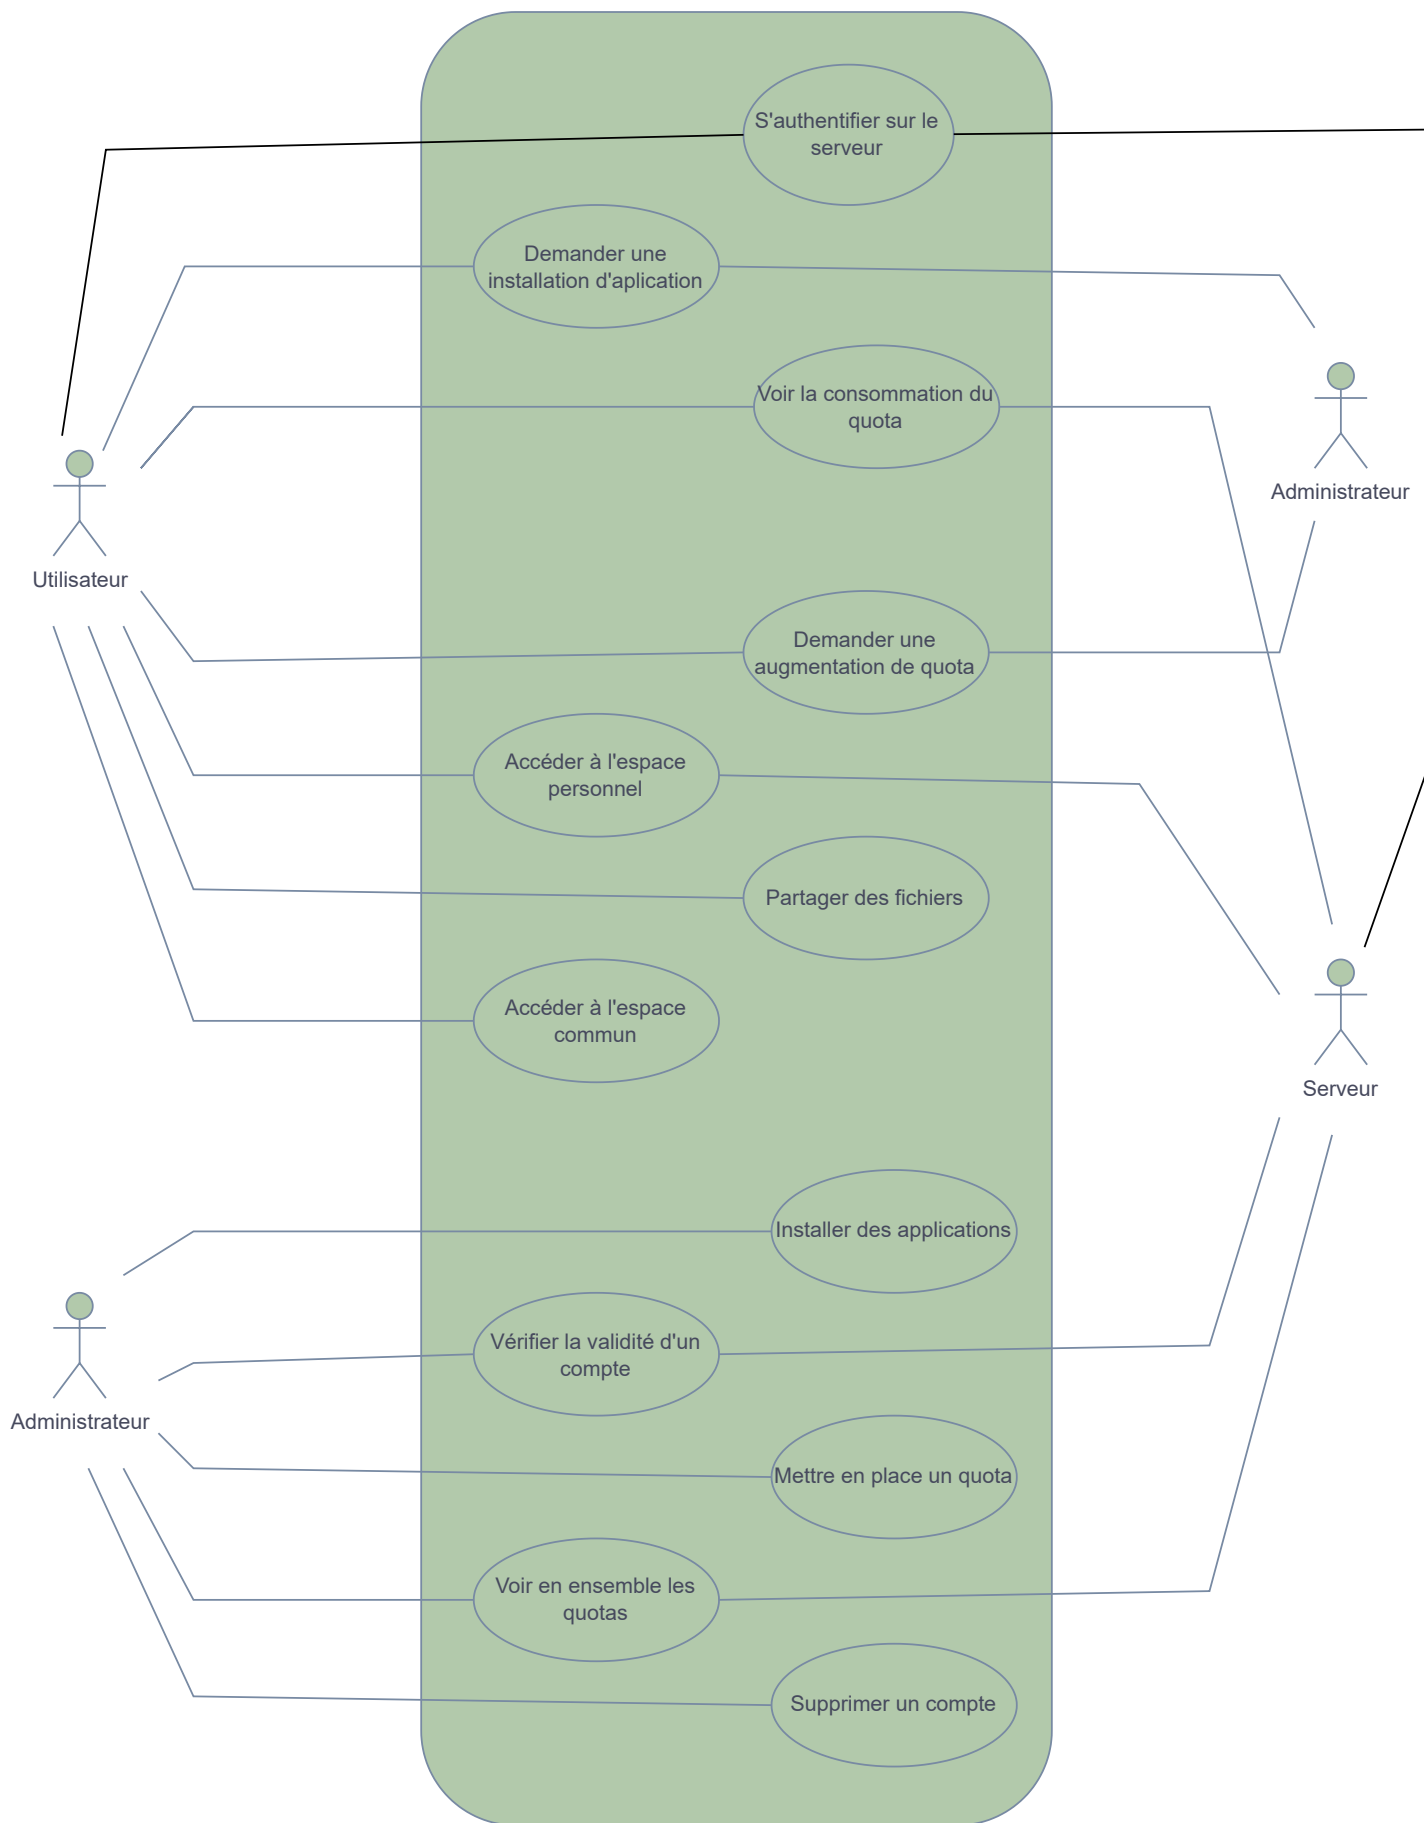 S'authentifier sur le
serveur
Demander une
installation d'aplication
Voir la consommation du
quota
Administrateur
Utilisateur
Demander une
augmentation de quota
Accéder à l'espace
personnel
Partager des fichiers
Accéder à l'espace
commun
Serveur
Installer des applications
Vérifier la validité d'un
compte
Administrateur
Mettre en place un quota
Voir en ensemble les
quotas
Supprimer un compte